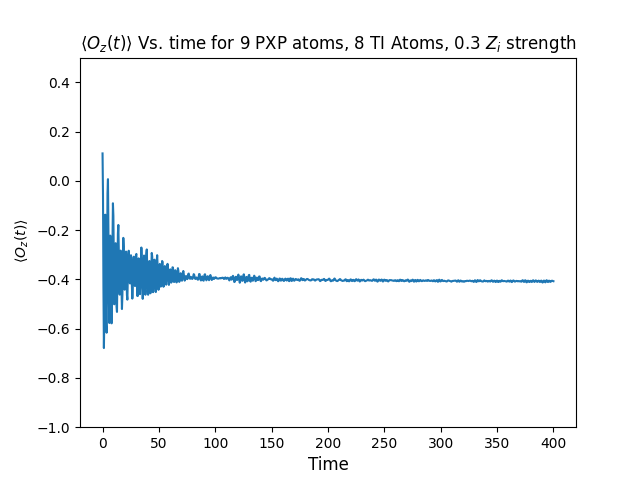 ⟨O_z(t)⟩ Vs. time for 9 PXP atoms, 8 TI Atoms, 0.3 Z_i strength
⟨O_z(t)⟩
0.4
0.2
0.0
−0.2
−0.4
−0.6
−0.8
−1.0
0 50 100 150 200 250 300 350 400
Time